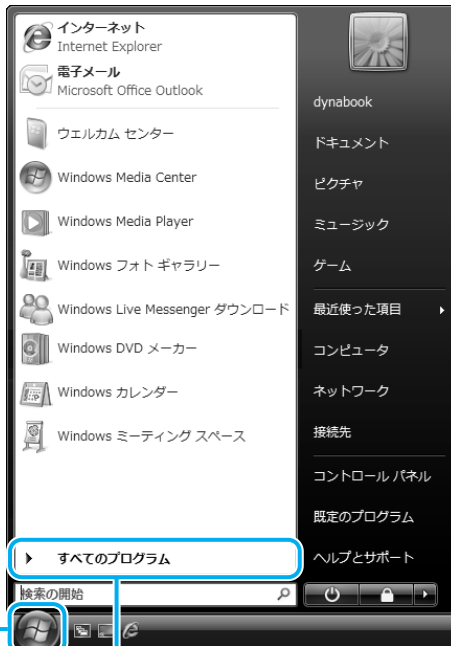 インターネット
Internet Explorer
電子メール
Microsoft Office Outlook
ウェルカム センター
Windows Media Center
Windows Media Player
Windows フォト ギャラリー
Windows Live Messenger ダウンロード
Windows DVD メーカー
Windows カレンダー
Windows ミーティング スペース
すべてのプログラム
検索の開始
dynabook
ドキュメント
ピクチャ
ミュージック
ゲーム
最近使った項目
コンピュータ
ネットワーク
接続先
コントロール パネル
既定のプログラム
ヘルプとサポート